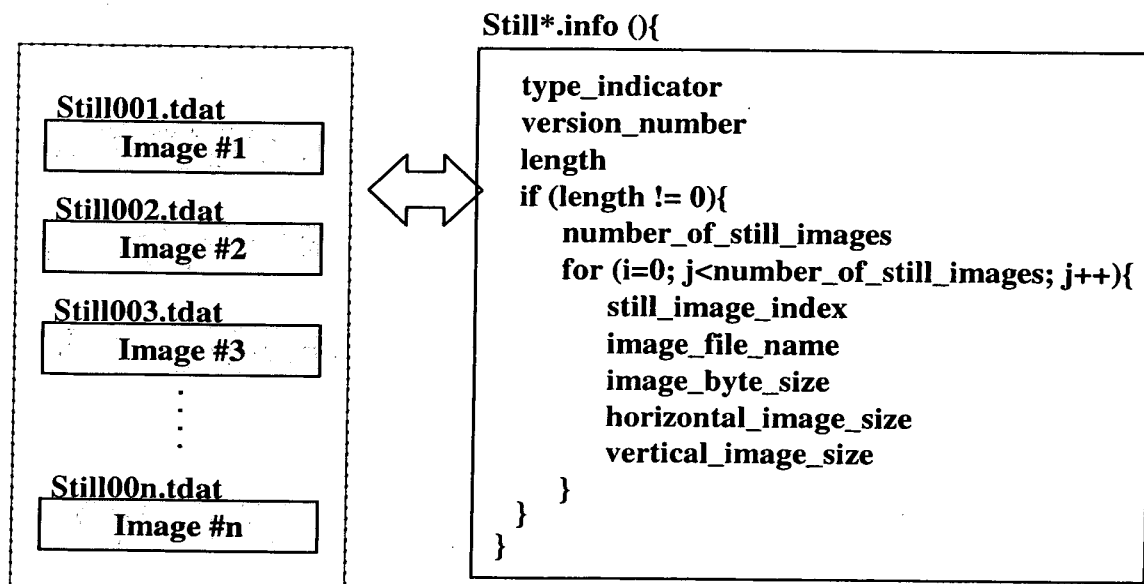 Still001.tdat
Image #1
Still002.tdat
Image #2
Still003.tdat
Image #3
Still00n.tdat
Image #n
Still*.info (){
type_indicator
version_number
length
if (length != 0){
number_of_still_images
for (i=0; j<number_of_still_images; j++){
still_image_index
image_file_name
image_byte_size
horizontal_image_size
vertical_image_size
}
}
}